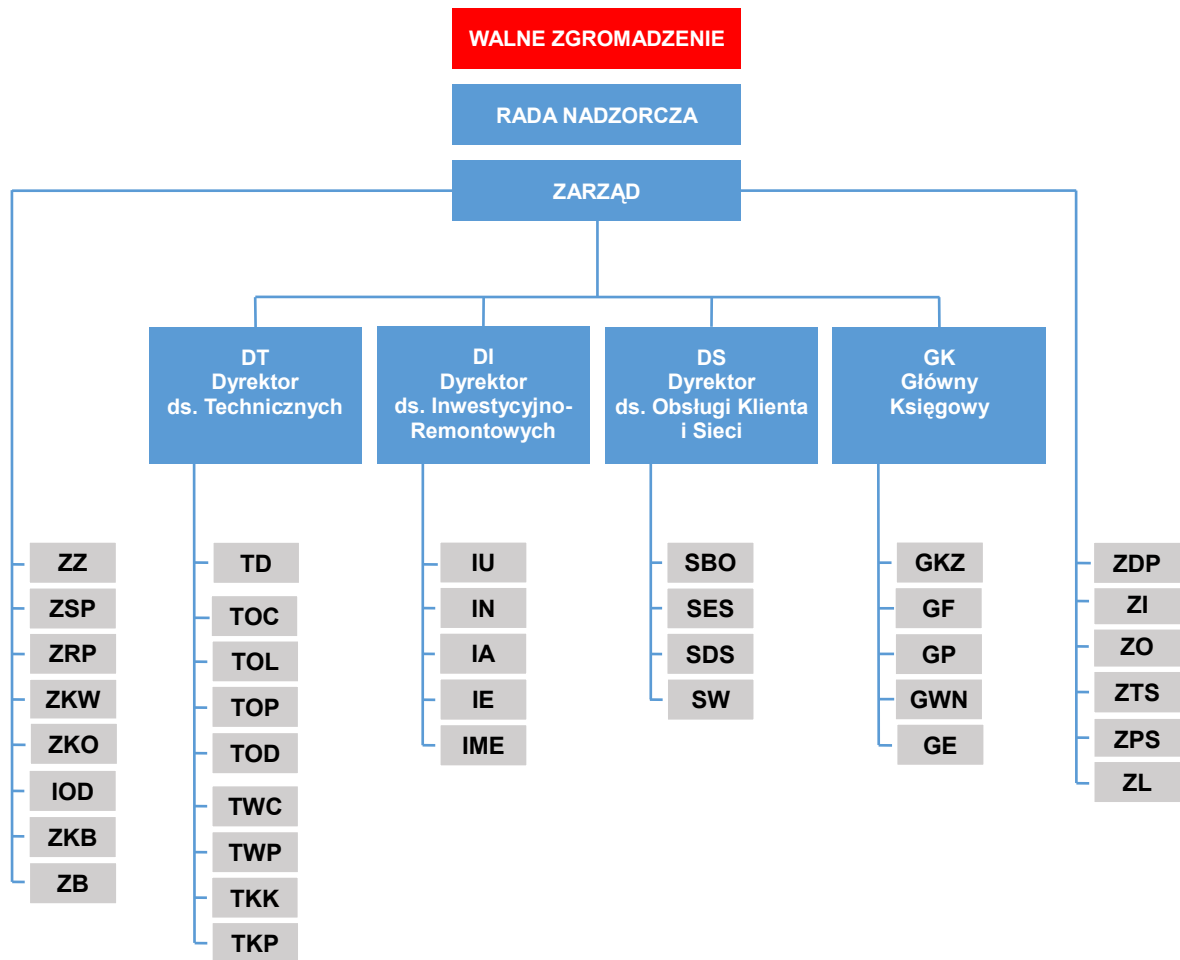 WALNE ZGROMADZENIE
RADA NADZORCZA
ZARZĄD
DT
Dyrektor
ds. Technicznych
DI
Dyrektor
ds. Inwestycyjno-
Remontowych
DS
Dyrektor
ds. Obsługi Klienta
i Sieci
GK
Główny
Księgowy
ZZ
ZSP
ZRP
ZKW
ZKO
IOD
ZKB
ZB
TD
TOC
TOL
TOP
TOD
TWC
TWP
TKK
TKP
IU
IN
IA
IE
IME
SBO
SES
SDS
SW
GKZ
GF
GP
GWN
GE
ZDP
ZI
ZO
ZTS
ZPS
ZL